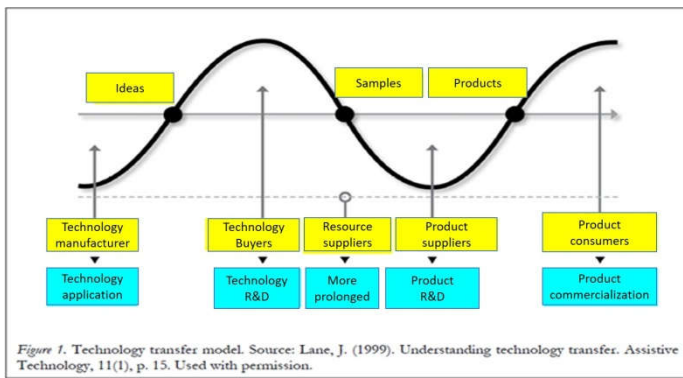 Ideas
Samples
Products
Technology
manufacturer
Technology
Buyers
Resource
suppliers
Product
suppliers
Product
consumers
Technology
application
Technology
R&D
More
prolonged
Product
R&D
Product
commercialization
Figure 1. Technology transfer model. Source: Lane, J. (1999). Understanding technology transfer. Assistive
Technology, 11(1), p. 15. Used with permission.